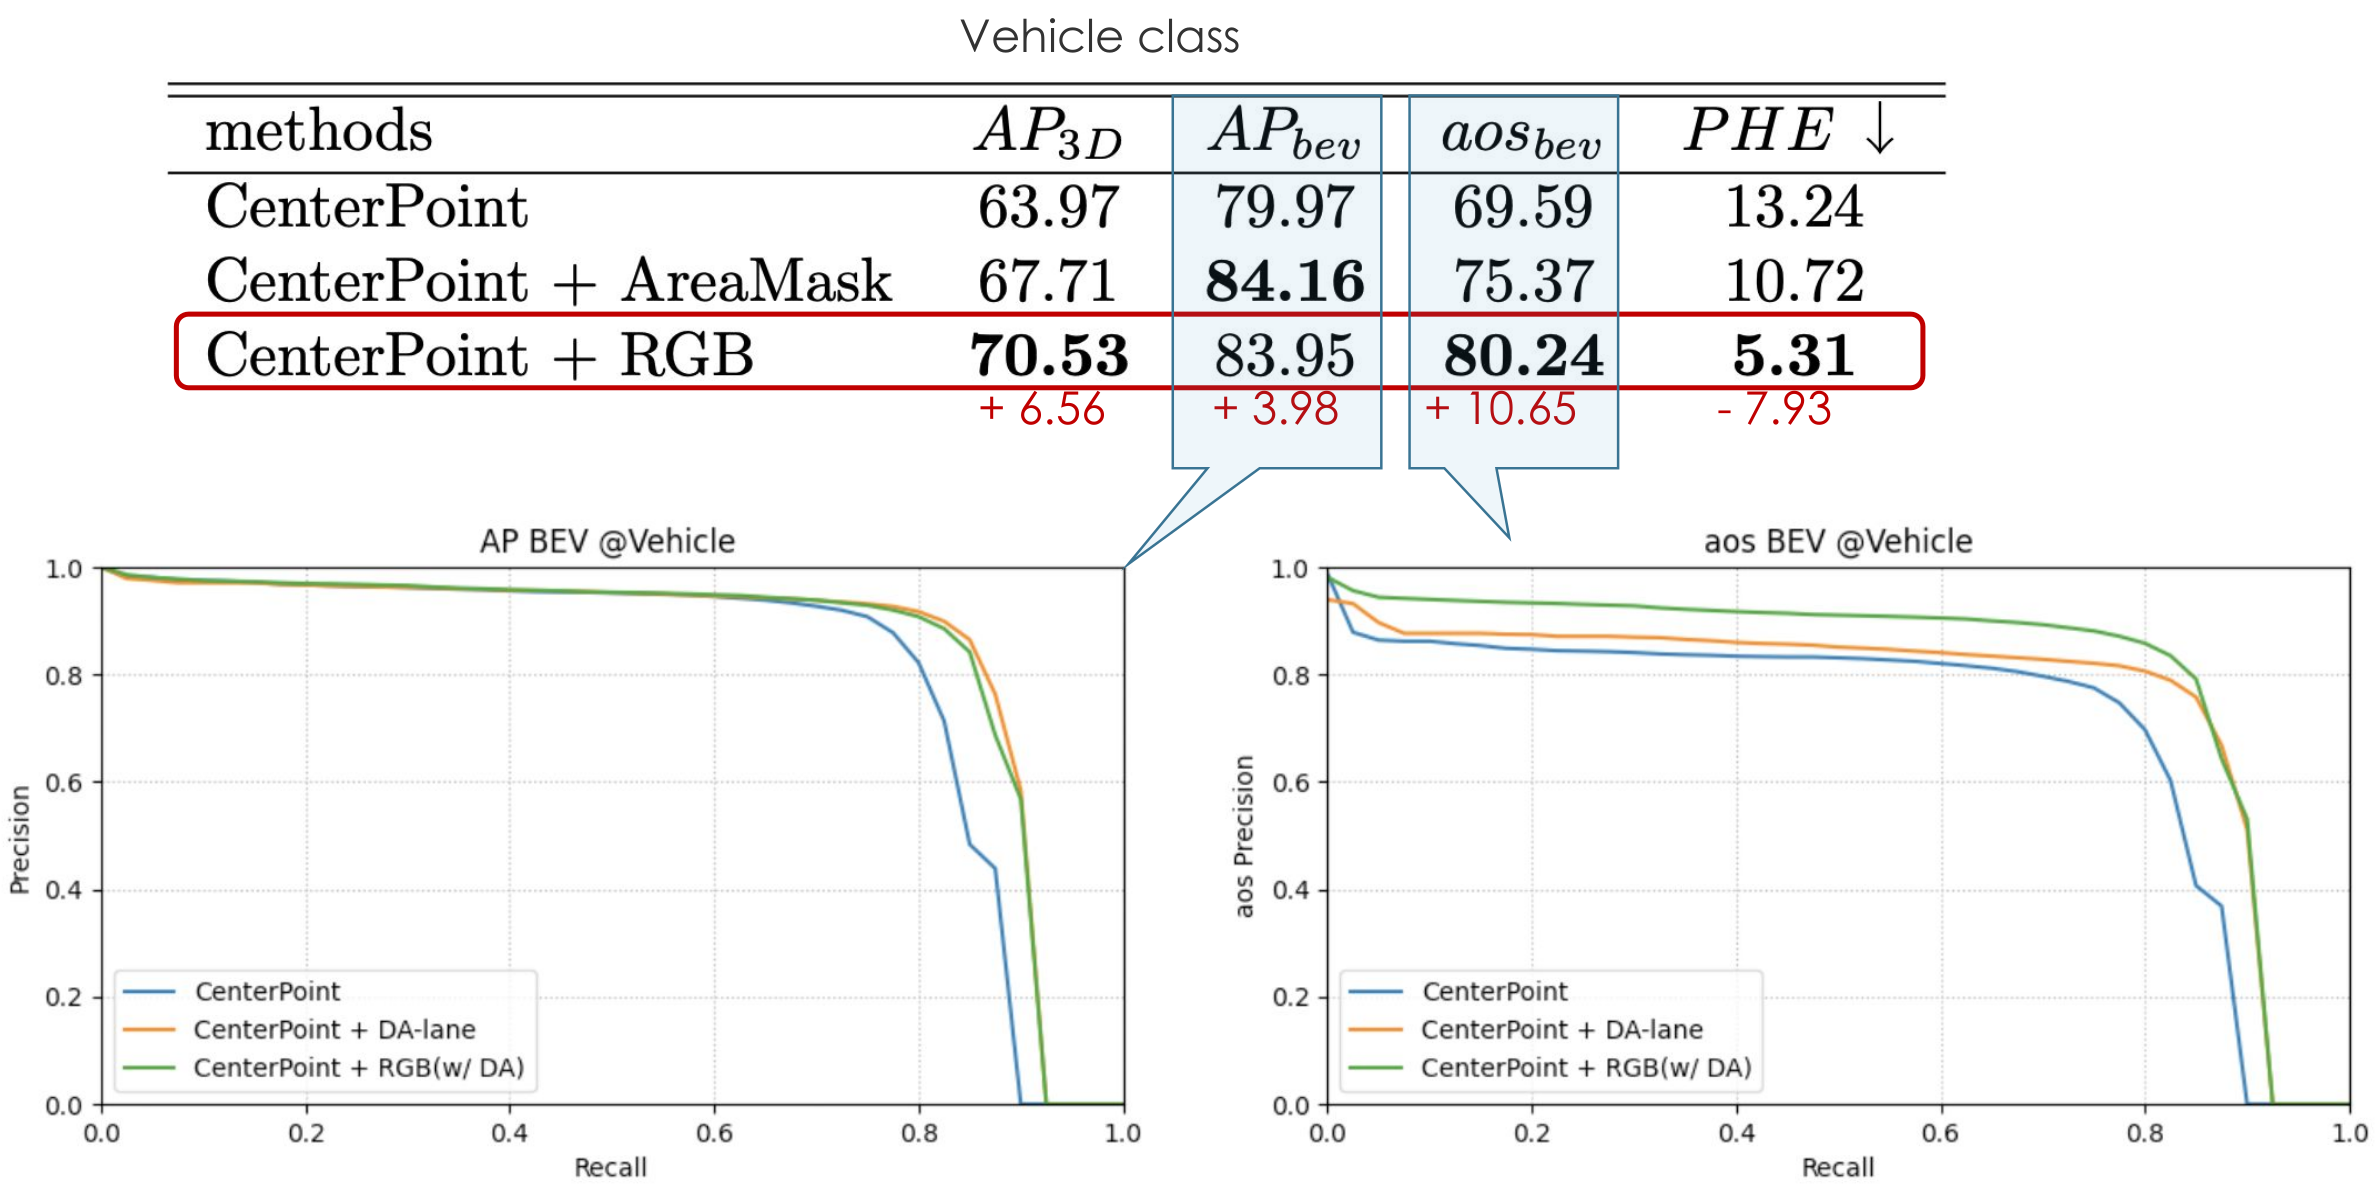 Vehicle class
methods AP3D APbev aosbev PHE ↓
CenterPoint 63.97 79.97 69.59 13.24
CenterPoint + AreaMask 67.71 84.16 75.37 10.72
CenterPoint + RGB 70.53 83.95 80.24 5.31
+ 6.56 + 3.98 + 10.65 - 7.93
AP BEV @Vehicle
1.0
0.8
0.6
0.4
0.2
0.0
Precision
CenterPoint
CenterPoint + DA-lane
CenterPoint + RGB(w/ DA)
0.0 0.2 0.4 0.6 0.8 1.0
Recall
aos BEV @Vehicle
1.0
0.8
0.6
0.4
0.2
0.0
aos Precision
CenterPoint
CenterPoint + DA-lane
CenterPoint + RGB(w/ DA)
0.0 0.2 0.4 0.6 0.8 1.0
Recall